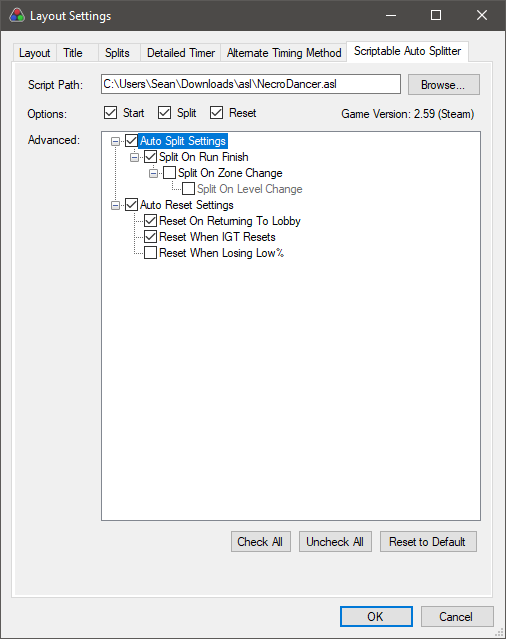 Layout Settings
Layout Title Splits Detailed Timer Alternate Timing Method Scriptable Auto Splitter
Script Path: C:\Users\Sean\Downloads\asl\NecroDancer.asl Browse...
Options: Start Split Reset Game Version: 2.59 (Steam)
Advanced: Auto Split Settings
Split On Run Finish
Split On Zone Change
Split On Level Change
Auto Reset Settings
Reset On Returning To Lobby
Reset When IGT Resets
Reset When Losing Low%
Check All Uncheck All Reset to Default
OK Cancel